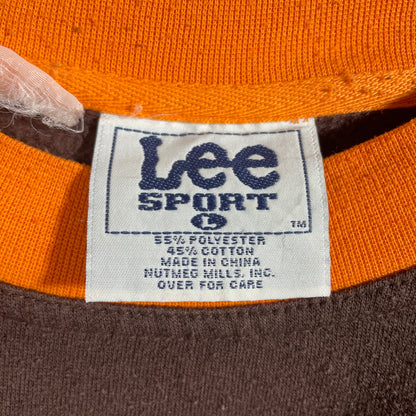 Lee
SPORT
L
TM
55% POLYESTER
45% COTTON
MADE IN CHINA
NUTMEG MILLS, INC.
OVER FOR CARE